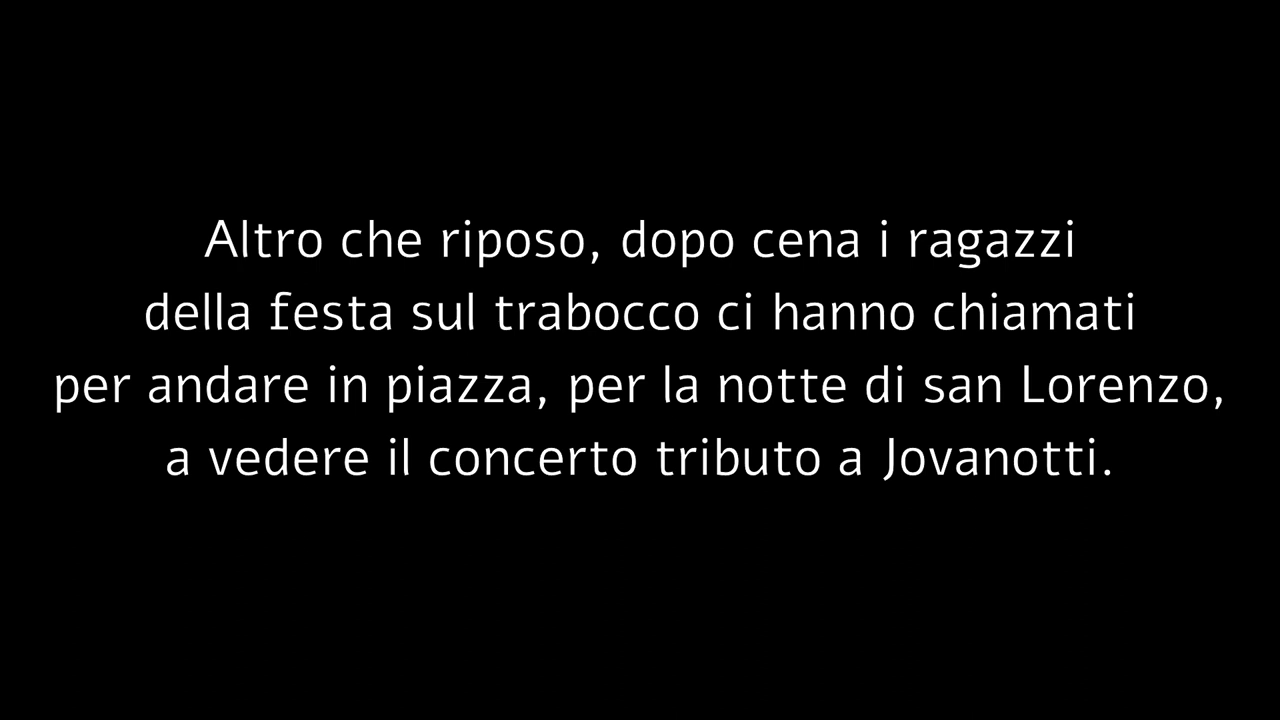 Altro che riposo, dopo cena i ragazzi
della festa sul trabocco ci hanno chiamati
per andare in piazza, per la notte di san Lorenzo,
a vedere il concerto tributo a Jovanotti.